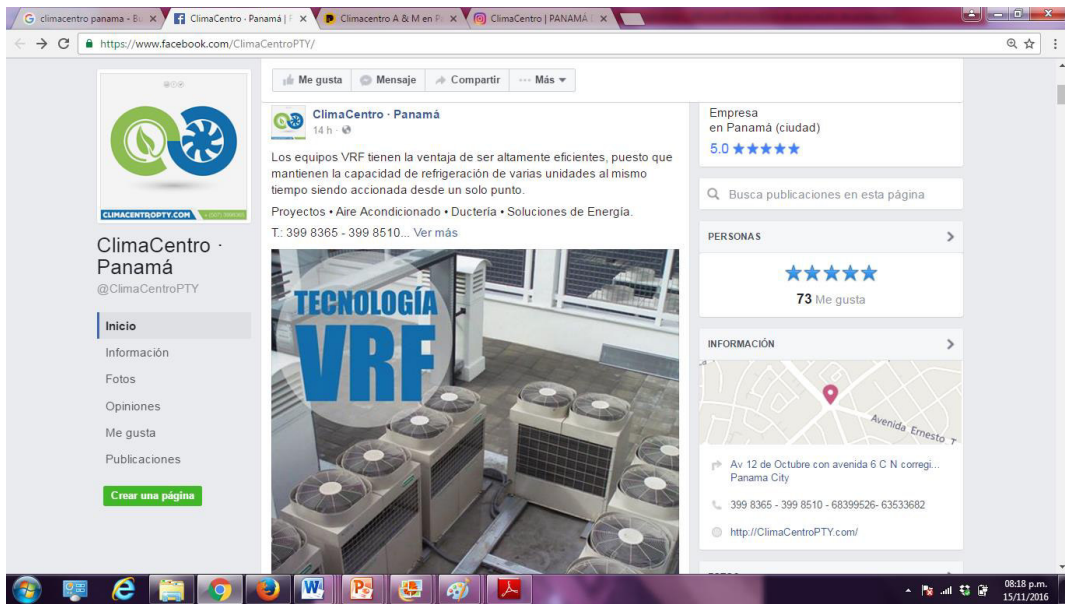 climacentro panama - Bu
ClimaCentro - Panamá | F
Climacentro A & M en P
ClimaCentro | PANAMÁ
https://www.facebook.com/ClimaCentroPTY/
Me gusta
Mensaje
Compartir
Más
CLIMACENTROPTY.COM
ClimaCentro ·
Panamá
@ClimaCentroPTY
Inicio
Información
Fotos
Opiniones
Me gusta
Publicaciones
Crear una página
ClimaCentro · Panamá
14 h ·
Los equipos VRF tienen la ventaja de ser altamente eficientes, puesto que
mantienen la capacidad de refrigeración de varias unidades al mismo
tiempo siendo accionada desde un solo punto.
Proyectos • Aire Acondicionado • Ductería • Soluciones de Energía.
T.: 399 8365 - 399 8510... Ver más
TECNOLOGÍA
VRF
Empresa
en Panamá (ciudad)
5.0 ★★★★★
Busca publicaciones en esta página
PERSONAS
73 Me gusta
INFORMACIÓN
Avenida Ernesto T
Av 12 de Octubre con avenida 6 C N corregi...
Panama City
399 8365 - 399 8510 - 68399526- 63533682
http://ClimaCentroPTY.com/
08:18 p.m.
15/11/2016